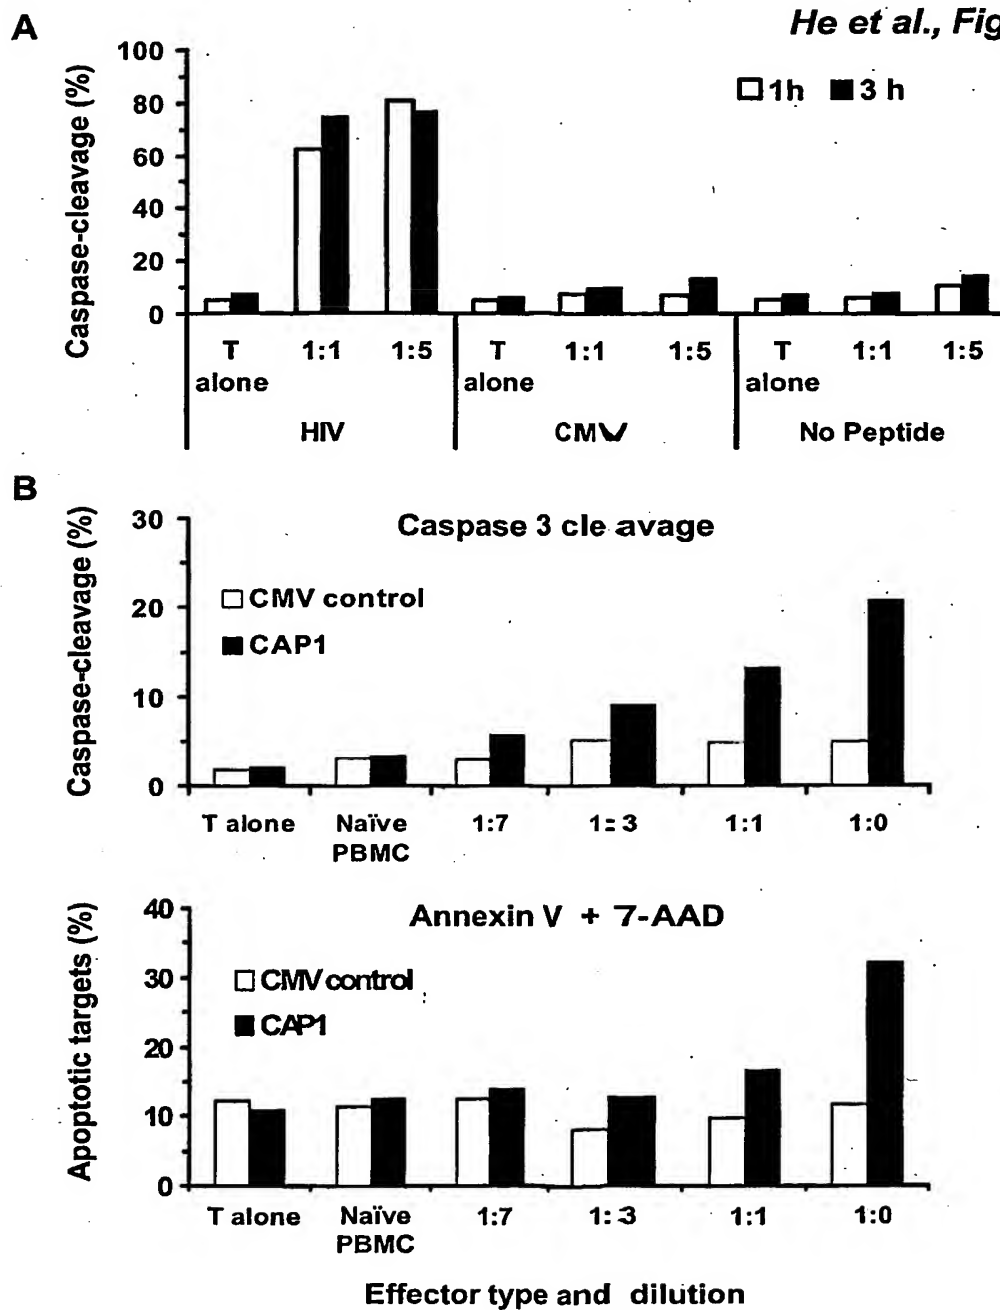 He et al., Fig
A
Caspase-cleavage (%)
100
80
60
40
20
0
1h 3 h
T alone 1:1 1:5 T alone 1:1 1:5 T alone 1:1 1:5
HIV CMV No Peptide
B
Caspase 3 cleavage
Caspase-cleavage (%)
30
20
10
0
CMV control
CAP1
T alone Naïve PBMC 1:7 1:3 1:1 1:0
Annexin V + 7-AAD
Apoptotic targets (%)
40
30
20
10
0
CMV control
CAP1
T alone Naïve PBMC 1:7 1:3 1:1 1:0
Effector type and dilution